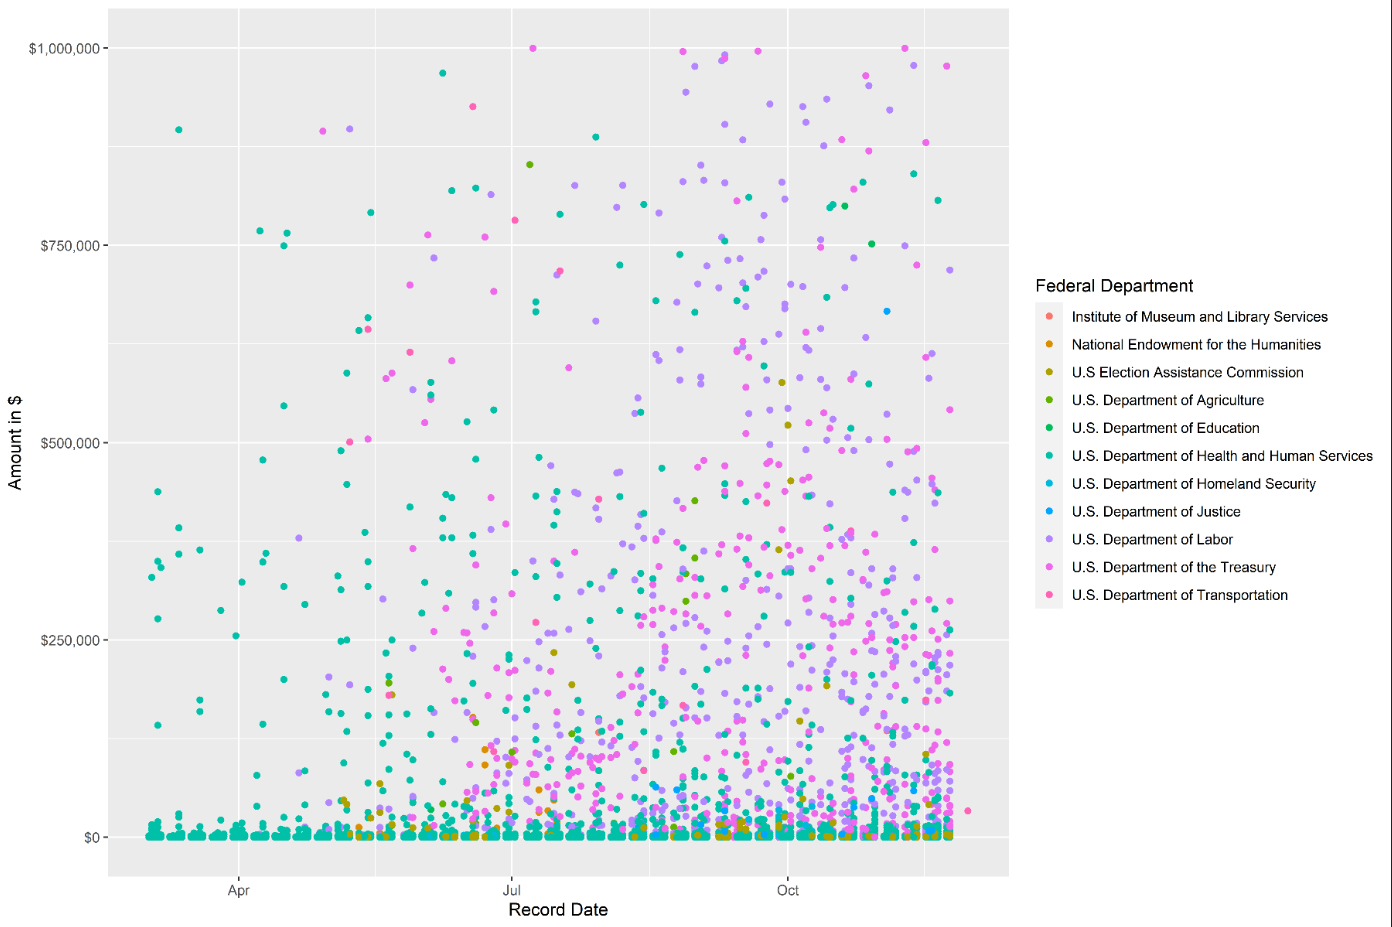 $1,000,000
$750,000
$500,000
$250,000
$0
Amount in $
Apr
Jul
Oct
Record Date
Federal Department
Institute of Museum and Library Services
National Endowment for the Humanities
U.S Election Assistance Commission
U.S. Department of Agriculture
U.S. Department of Education
U.S. Department of Health and Human Services
U.S. Department of Homeland Security
U.S. Department of Justice
U.S. Department of Labor
U.S. Department of the Treasury
U.S. Department of Transportation